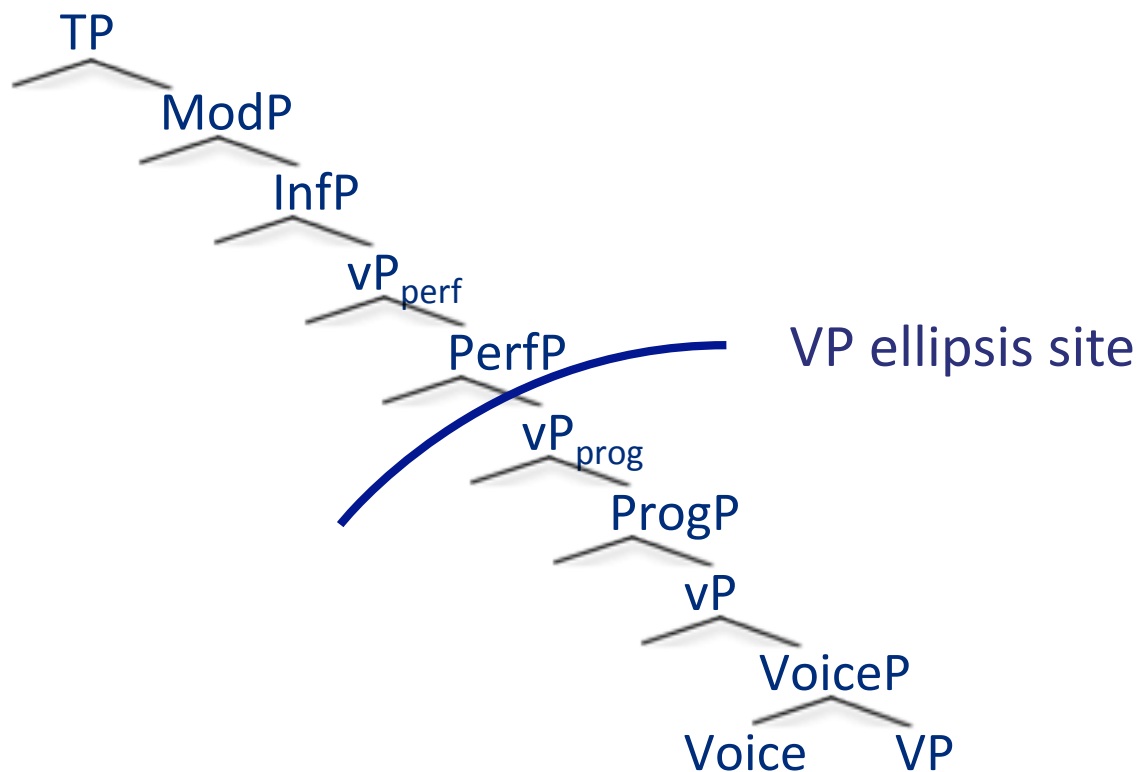 TP
ModP
InfP
vPperf
PerfP
VP ellipsis site
vPprog
ProgP
vP
VoiceP
Voice VP